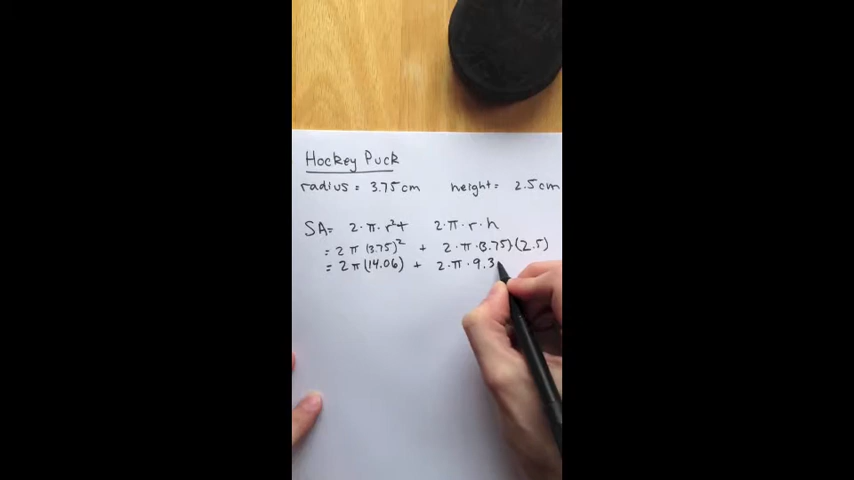 Hockey Puck
radius = 3.75 cm height = 2.5 cm
SA = 2·π·r² + 2·π·r·h
= 2π(3.75)² + 2·π·(3.75)(2.5)
= 2π(14.06) + 2·π·9.3